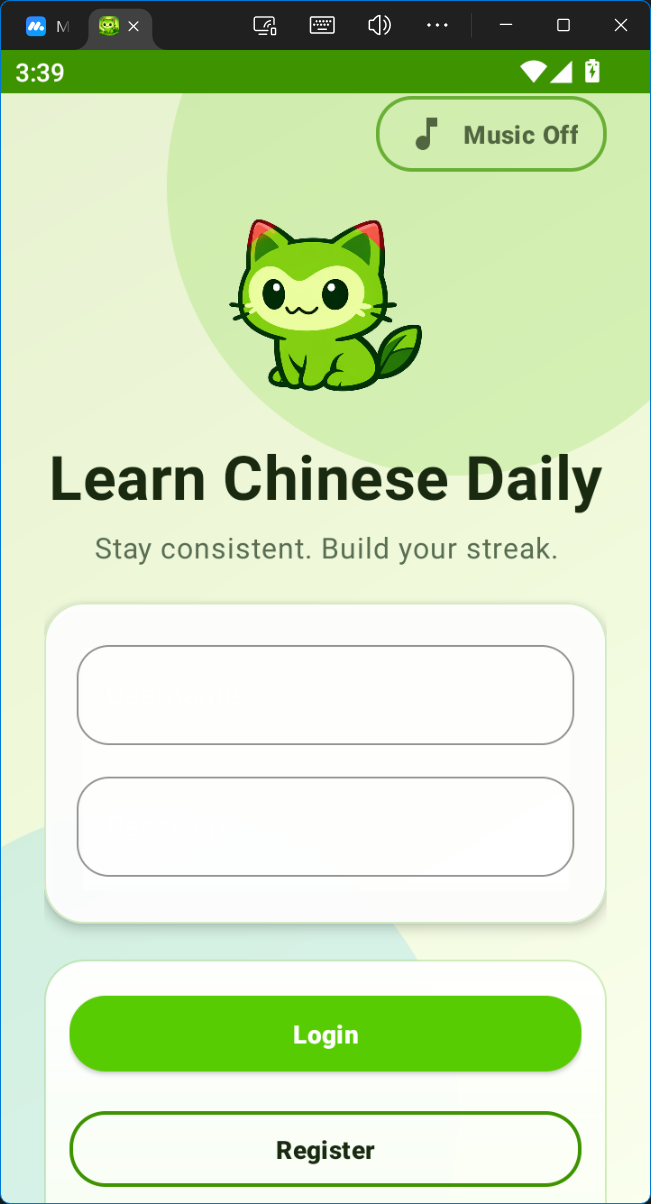 M
3:39
Music Off
Learn Chinese Daily
Stay consistent. Build your streak.
Login
Register